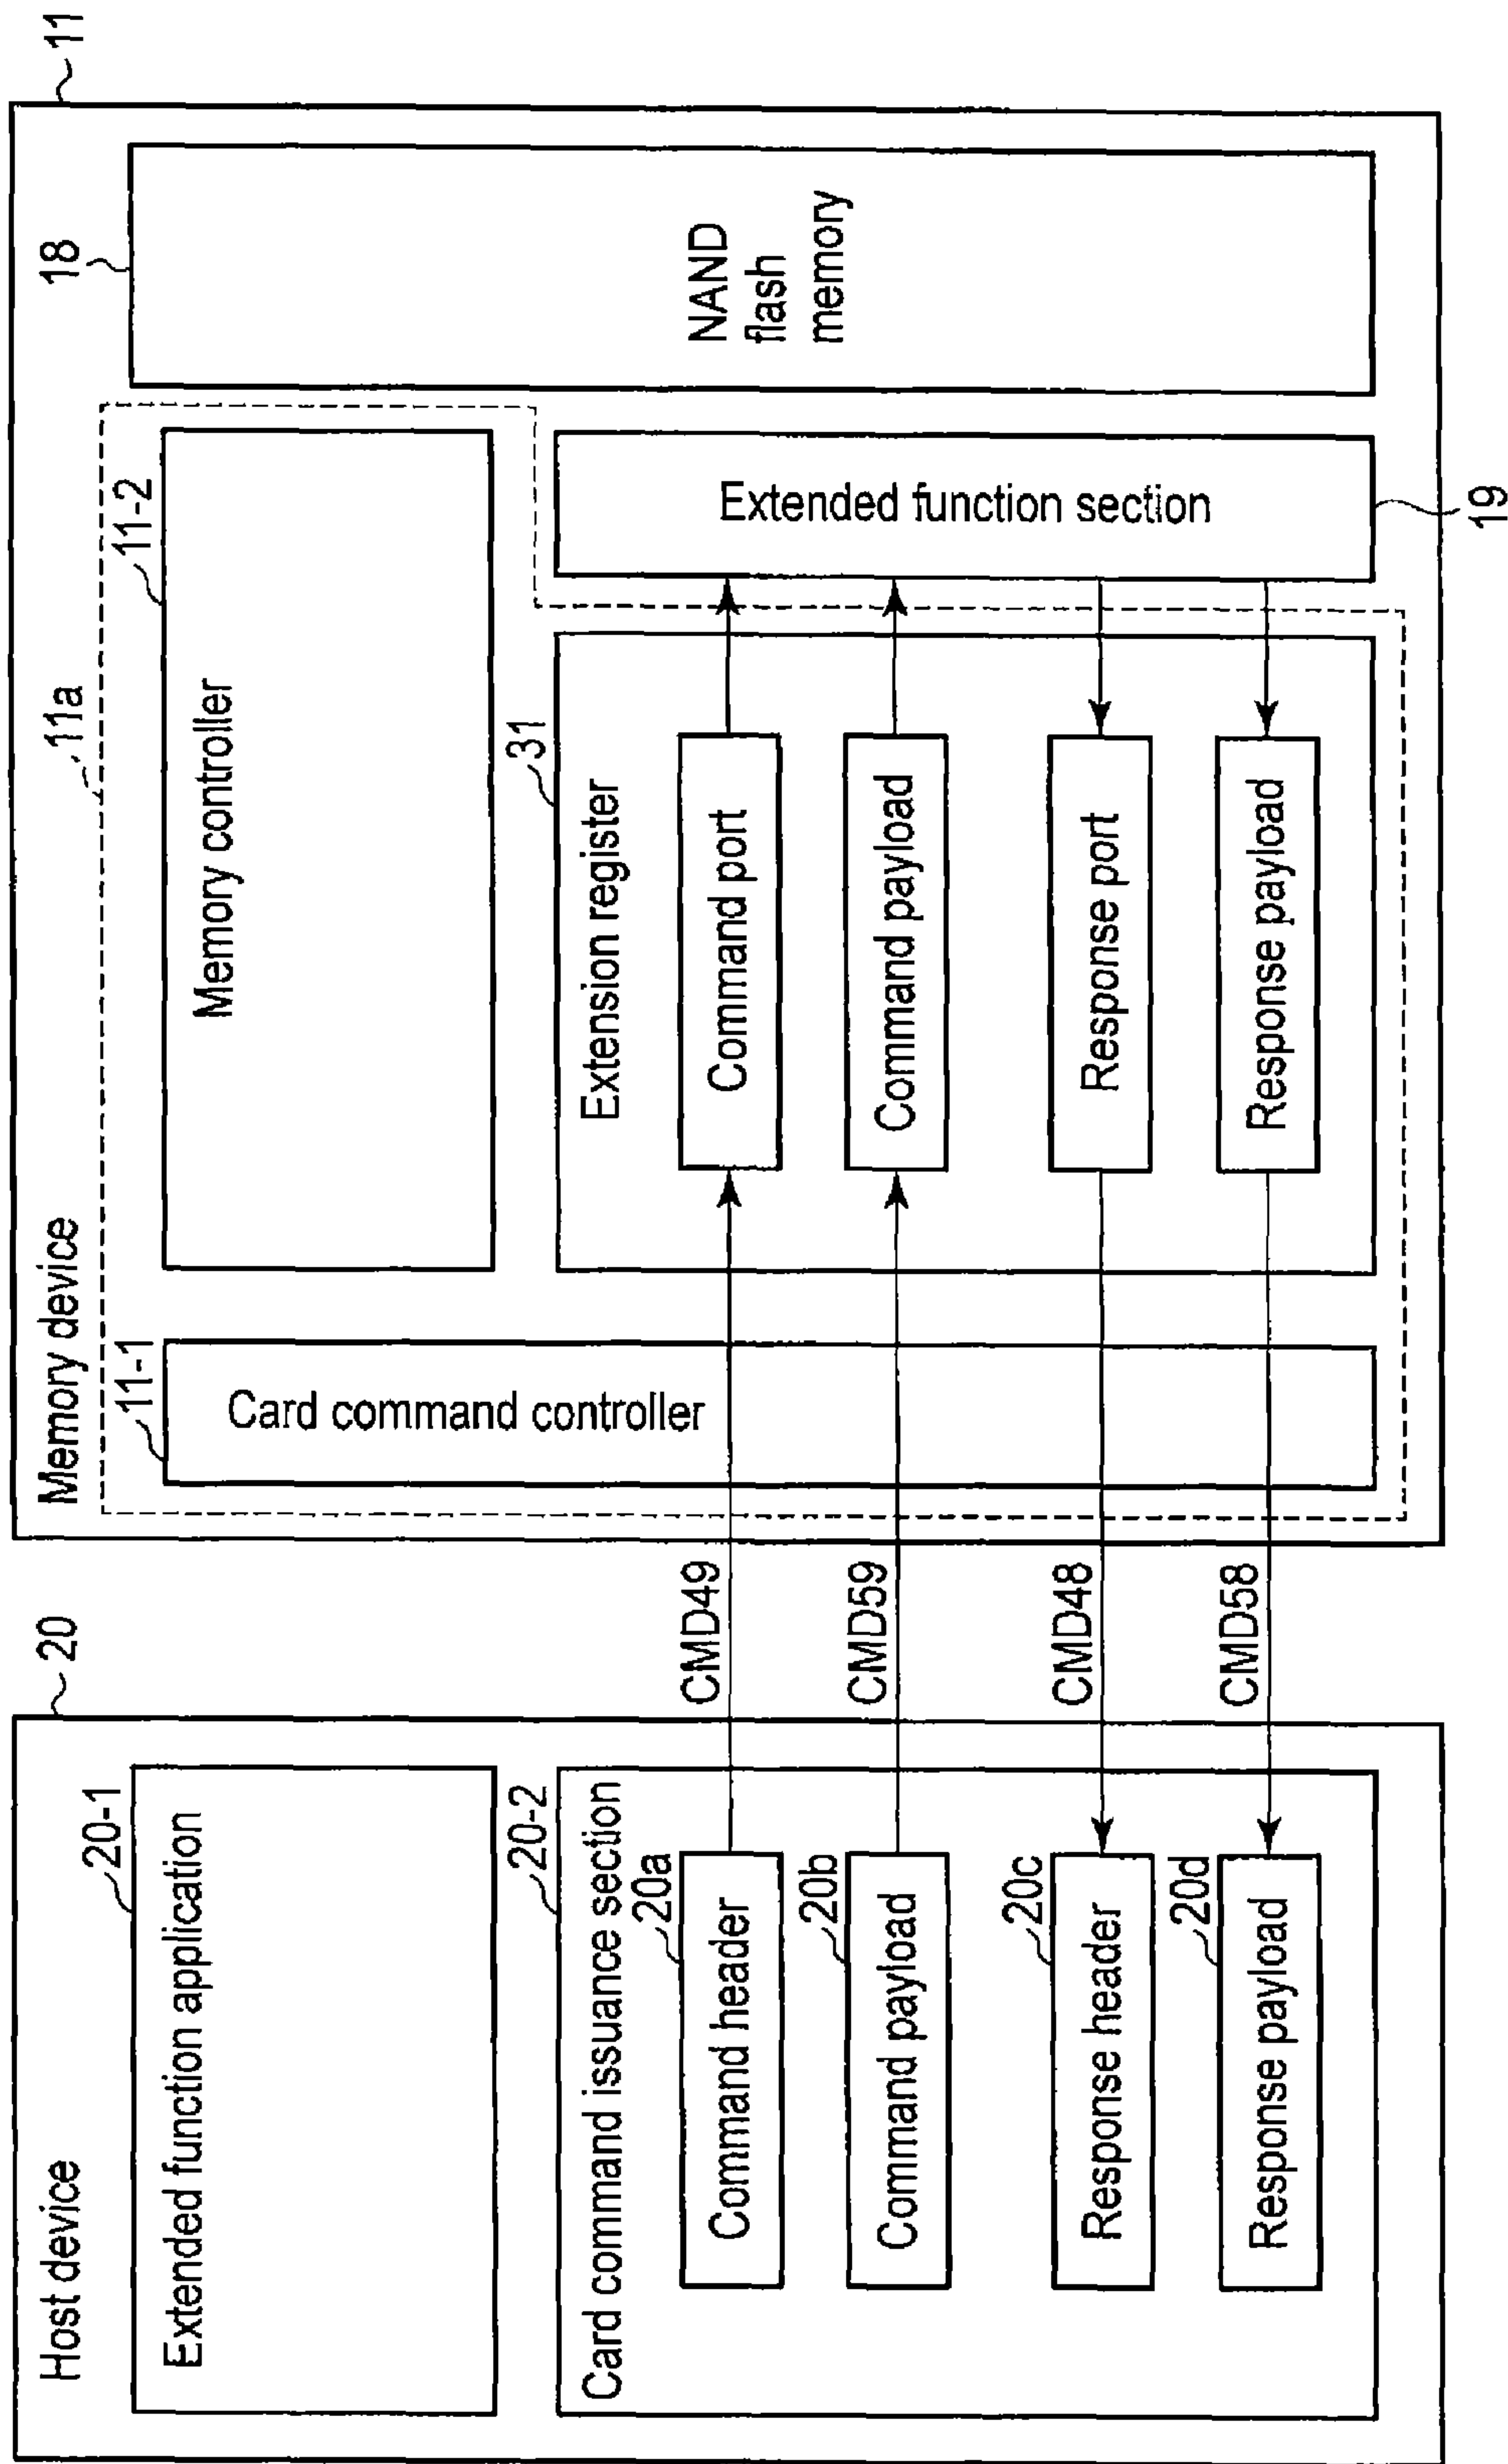 Host device
20
Extended function application
20-1
Card command issuance section
20-2
Command header
20a
Command payload
20b
Response header
20c
Response payload
20d
CMD49
CMD59
CMD48
CMD58
Memory device
11
11a
Card command controller
11-1
Memory controller
11-2
Extension register
31
Command port
Command payload
Response port
Response payload
Extended function section
19
NAND
flash
memory
18